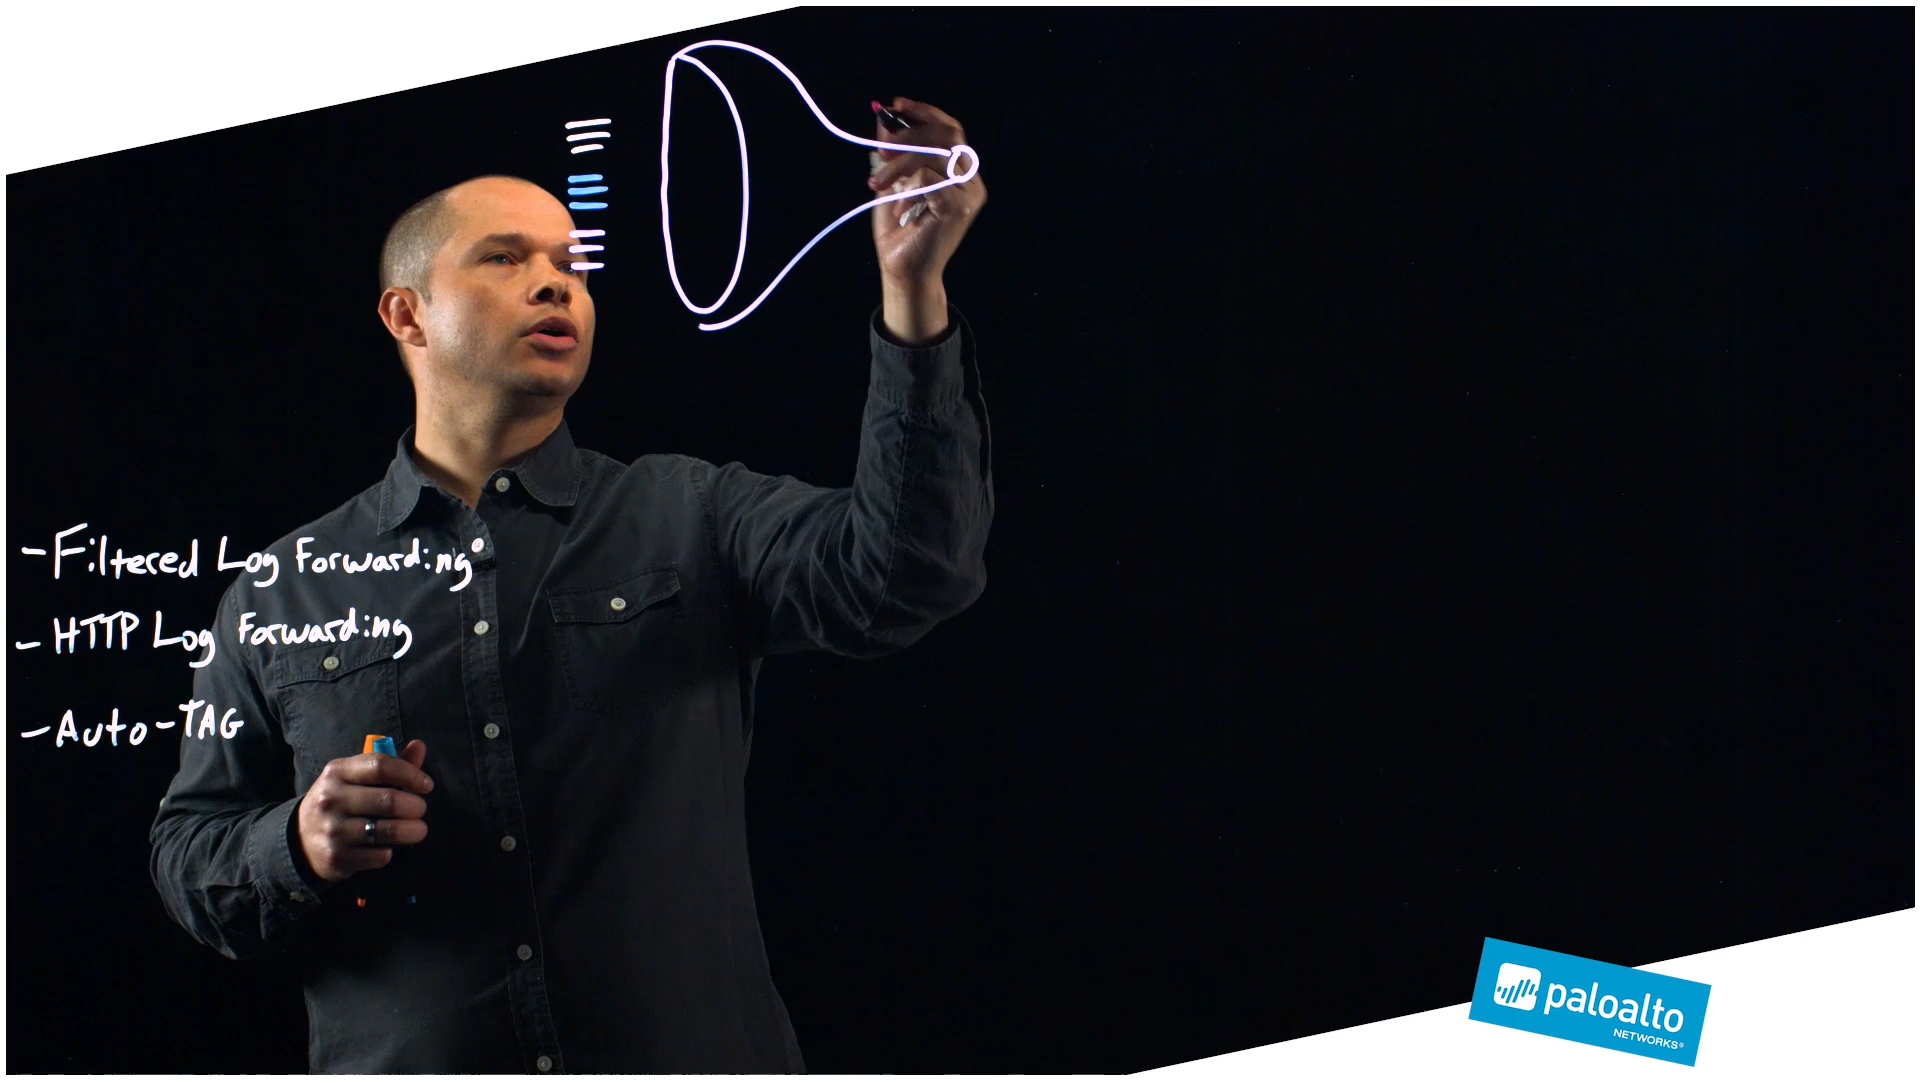 - Filtered Log Forwarding
- HTTP Log Forwarding
- Auto-TAG
paloalto
NETWORKS®